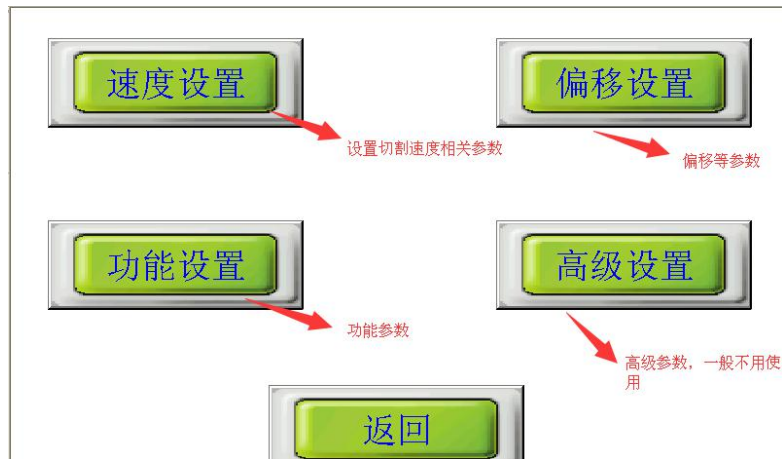 速度设置
偏移设置
设置切割速度相关参数
偏移等参数
功能设置
高级设置
功能参数
高级参数，一般不用使
用
返回